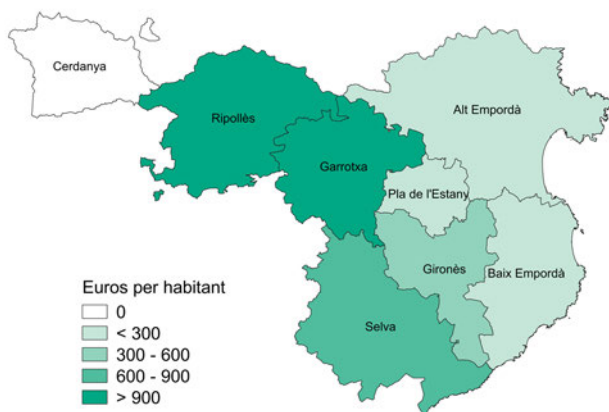 Cerdanya
Ripollès
Alt Empordà
Garrotxa
Pla de l'Estany
Gironès
Baix Empordà
Selva
Euros per habitant
0
< 300
300 - 600
600 - 900
> 900